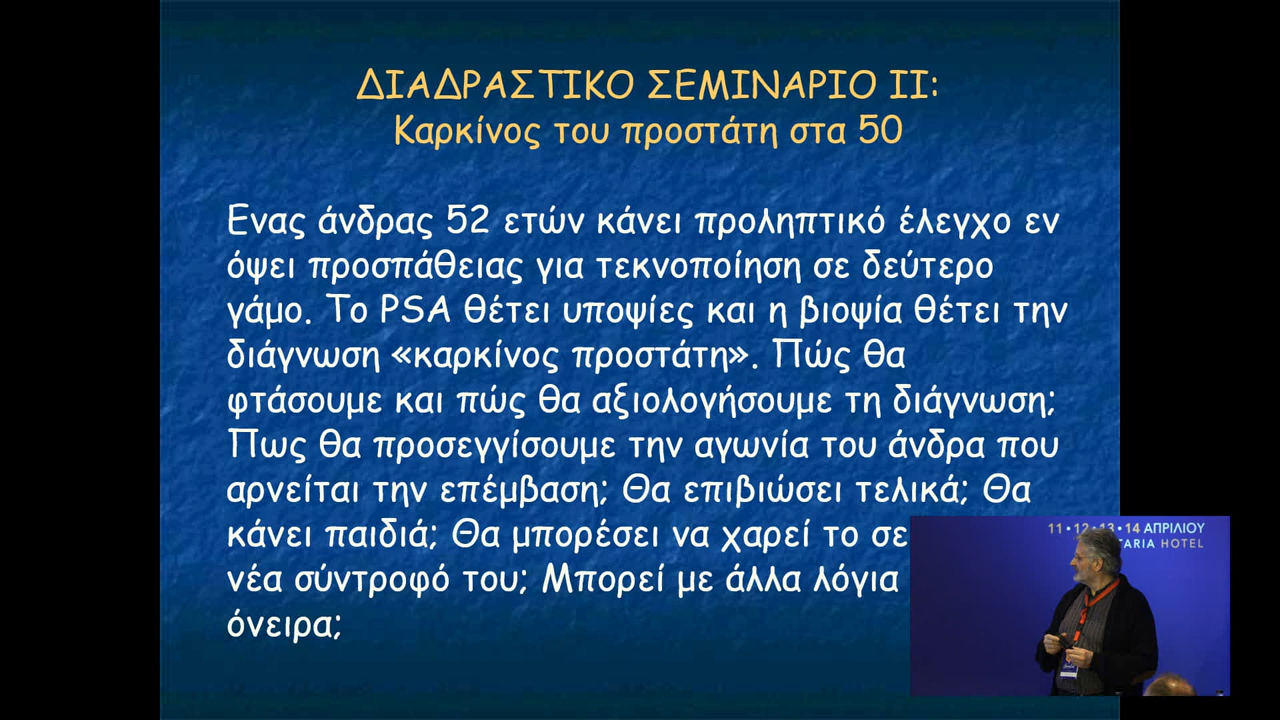 ΔΙΑΔΡΑΣΤΙΚΟ ΣΕΜΙΝΑΡΙΟ ΙΙ:
Καρκίνος του προστάτη στα 50
Ενας άνδρας 52 ετών κάνει προληπτικό έλεγχο εν
όψει προσπάθειας για τεκνοποίηση σε δεύτερο
γάμο. Το PSA θέτει υποψίες και η βιοψία θέτει την
διάγνωση «καρκίνος προστάτη». Πώς θα
φτάσουμε και πώς θα αξιολογήσουμε τη διάγνωση;
Πως θα προσεγγίσουμε την αγωνία του άνδρα που
αρνείται την επέμβαση; Θα επιβιώσει τελικά; Θα
κάνει παιδιά; Θα μπορέσει να χαρεί το σε
νέα σύντροφό του; Μπορεί με άλλα λόγια
όνειρα;
11•12•13•14 ΑΠΡΙΛΙΟΥ
HOTEL